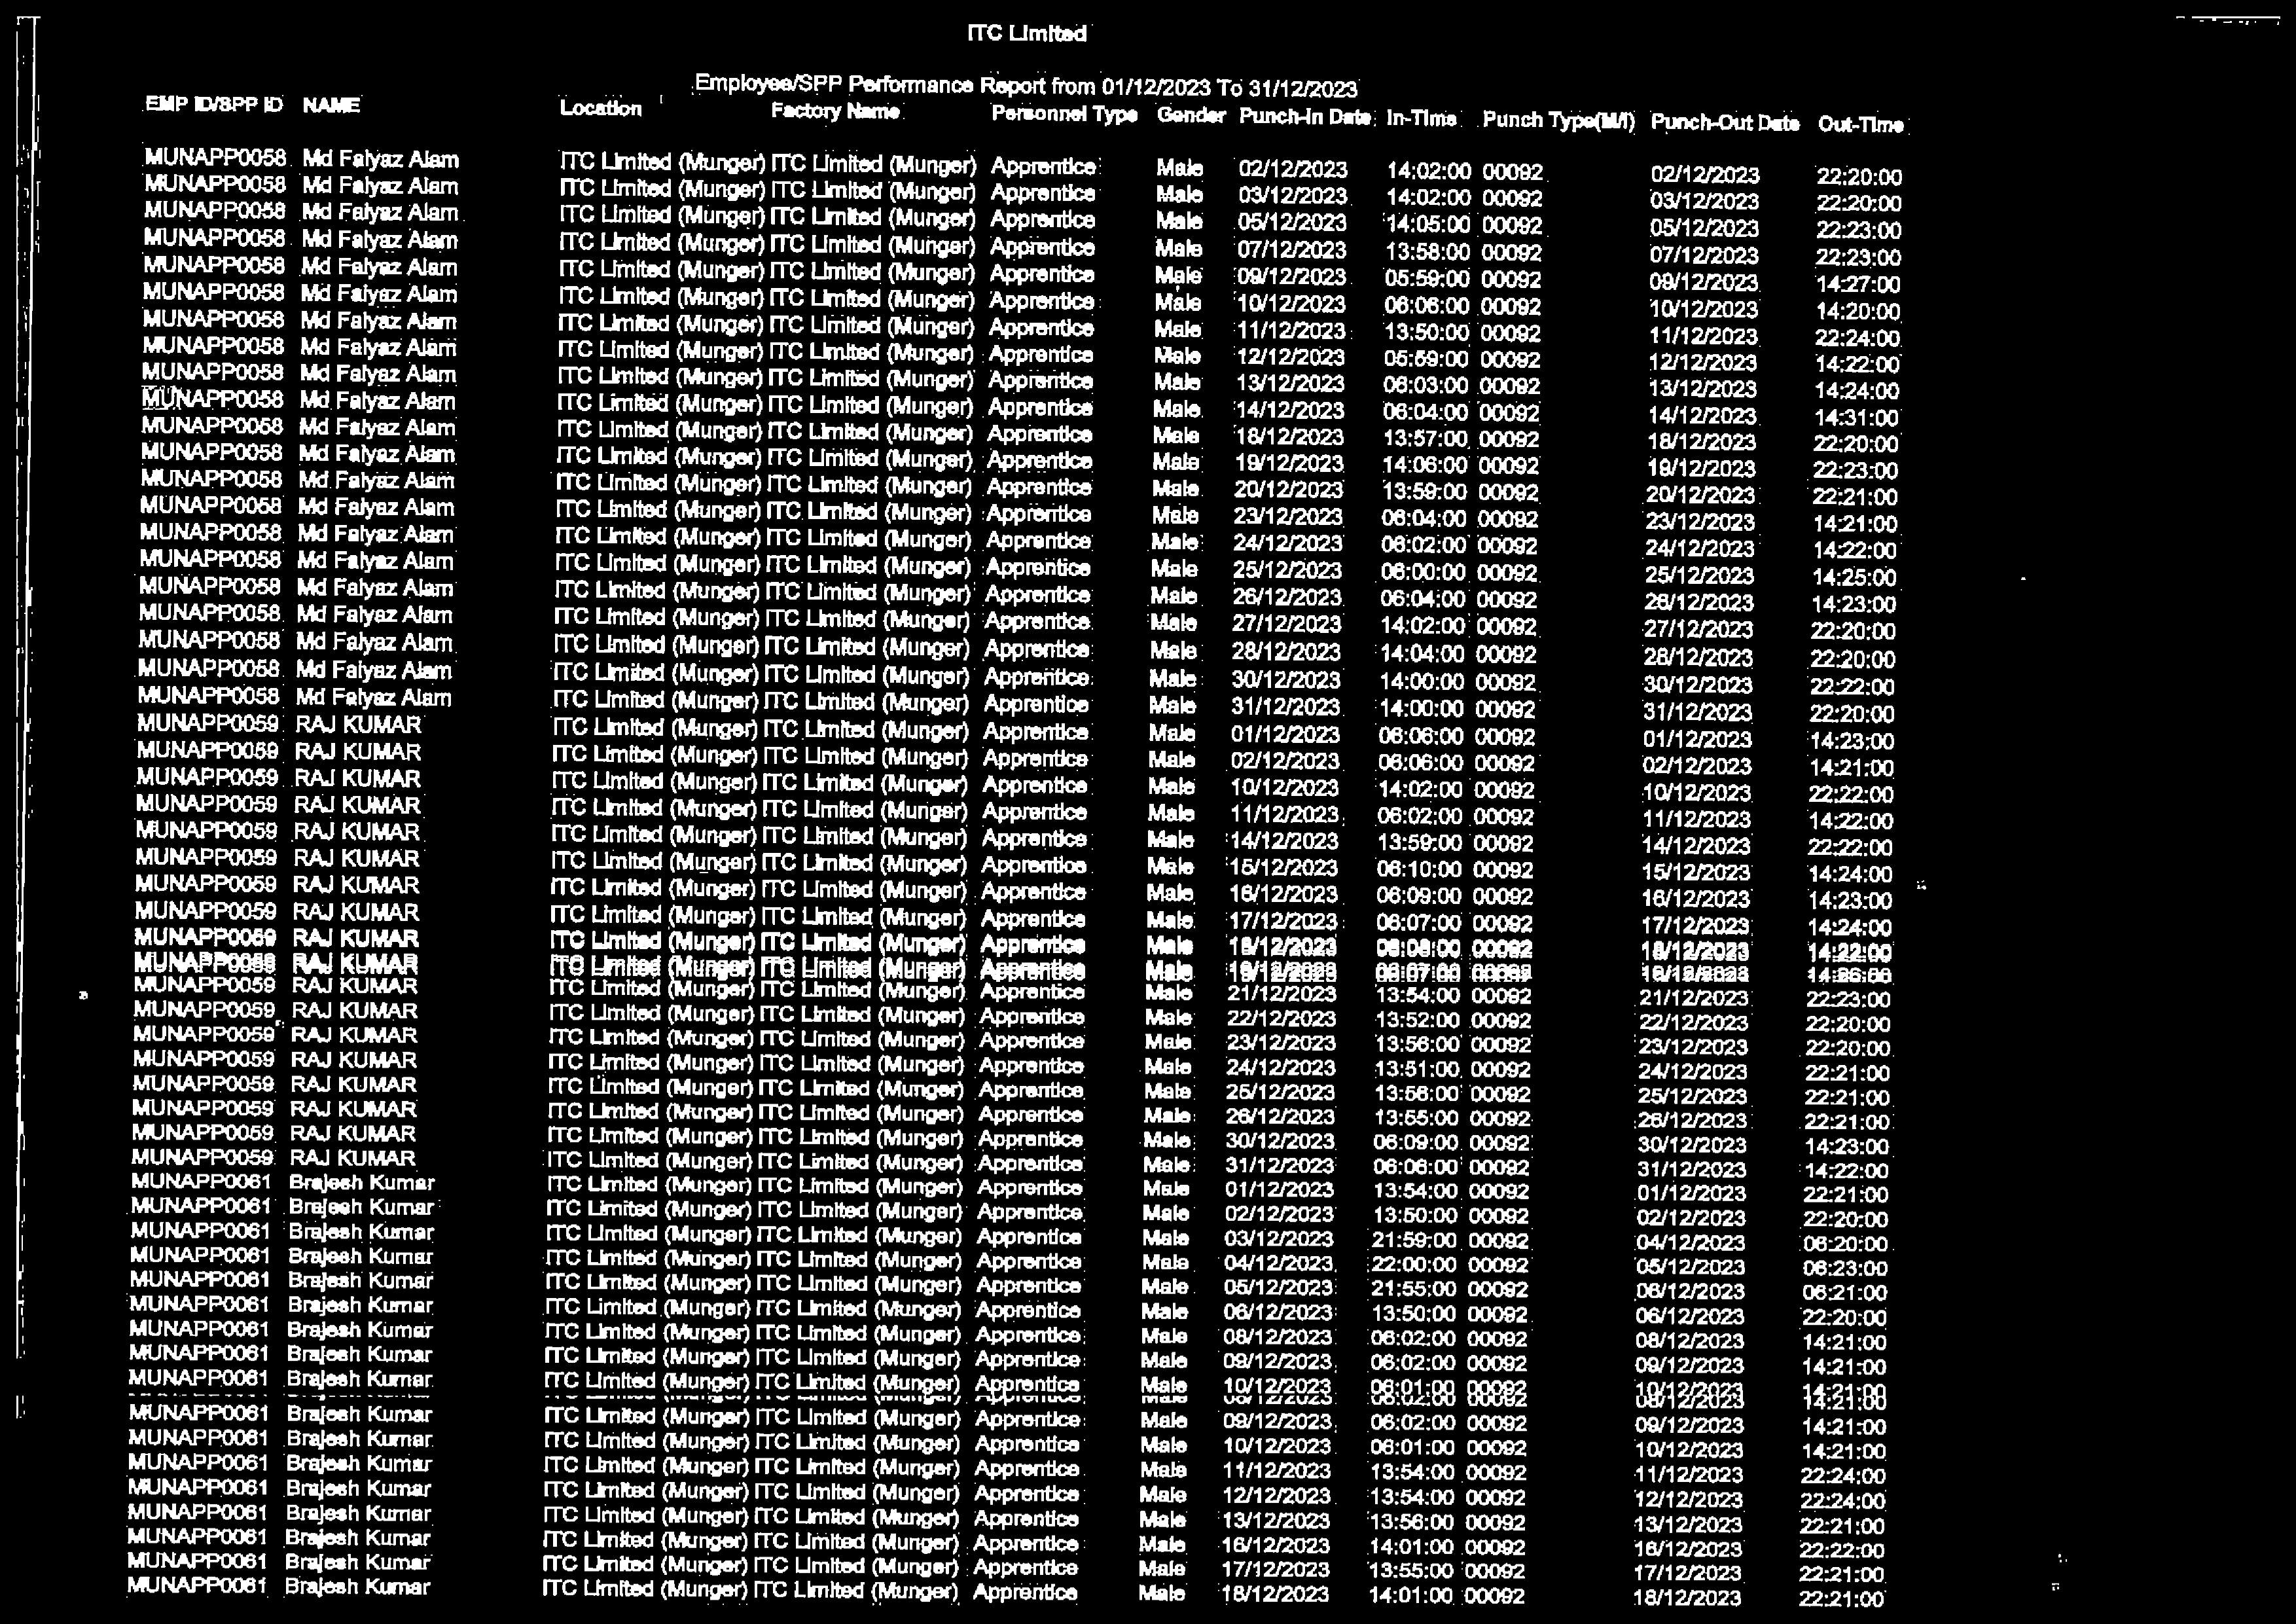 ITC Limited
Employee/SPP Performance Report from 01/12/2023 To 31/12/2023
EMP ID/SPP ID NAME Location Factory Name Personnel Type Gender Punch-In Date In-Time Punch Type(M/I) Punch-Out Date Out-Time
MUNAPP0058 Md Faiyaz Alam ITC Limited (Munger) ITC Limited (Munger) Apprentice Male 02/12/2023 14:02:00 00092 02/12/2023 22:20:00
MUNAPP0058 Md Faiyaz Alam ITC Limited (Munger) ITC Limited (Munger) Apprentice Male 03/12/2023 14:02:00 00092 03/12/2023 22:20:00
MUNAPP0058 Md Faiyaz Alam ITC Limited (Munger) ITC Limited (Munger) Apprentice Male 05/12/2023 14:05:00 00092 05/12/2023 22:23:00
MUNAPP0058 Md Faiyaz Alam ITC Limited (Munger) ITC Limited (Munger) Apprentice Male 07/12/2023 13:58:00 00092 07/12/2023 22:23:00
MUNAPP0058 Md Faiyaz Alam ITC Limited (Munger) ITC Limited (Munger) Apprentice Male 09/12/2023 05:59:00 00092 09/12/2023 14:27:00
MUNAPP0058 Md Faiyaz Alam ITC Limited (Munger) ITC Limited (Munger) Apprentice Male 10/12/2023 06:06:00 00092 10/12/2023 14:20:00
MUNAPP0058 Md Faiyaz Alam ITC Limited (Munger) ITC Limited (Munger) Apprentice Male 11/12/2023 13:50:00 00092 11/12/2023 22:24:00
MUNAPP0058 Md Faiyaz Alam ITC Limited (Munger) ITC Limited (Munger) Apprentice Male 12/12/2023 05:59:00 00092 12/12/2023 14:22:00
MUNAPP0058 Md Faiyaz Alam ITC Limited (Munger) ITC Limited (Munger) Apprentice Male 13/12/2023 06:03:00 00092 13/12/2023 14:24:00
MUNAPP0058 Md Faiyaz Alam ITC Limited (Munger) ITC Limited (Munger) Apprentice Male 14/12/2023 06:04:00 00092 14/12/2023 14:31:00
MUNAPP0058 Md Faiyaz Alam ITC Limited (Munger) ITC Limited (Munger) Apprentice Male 18/12/2023 13:57:00 00092 18/12/2023 22:20:00
MUNAPP0058 Md Faiyaz Alam ITC Limited (Munger) ITC Limited (Munger) Apprentice Male 19/12/2023 14:06:00 00092 19/12/2023 22:23:00
MUNAPP0058 Md Faiyaz Alam ITC Limited (Munger) ITC Limited (Munger) Apprentice Male 20/12/2023 13:59:00 00092 20/12/2023 22:21:00
MUNAPP0058 Md Faiyaz Alam ITC Limited (Munger) ITC Limited (Munger) Apprentice Male 23/12/2023 06:04:00 00092 23/12/2023 14:21:00
MUNAPP0058 Md Faiyaz Alam ITC Limited (Munger) ITC Limited (Munger) Apprentice Male 24/12/2023 06:02:00 00092 24/12/2023 14:22:00
MUNAPP0058 Md Faiyaz Alam ITC Limited (Munger) ITC Limited (Munger) Apprentice Male 25/12/2023 06:00:00 00092 25/12/2023 14:25:00
MUNAPP0058 Md Faiyaz Alam ITC Limited (Munger) ITC Limited (Munger) Apprentice Male 26/12/2023 06:04:00 00092 26/12/2023 14:23:00
MUNAPP0058 Md Faiyaz Alam ITC Limited (Munger) ITC Limited (Munger) Apprentice Male 27/12/2023 14:02:00 00092 27/12/2023 22:20:00
MUNAPP0058 Md Faiyaz Alam ITC Limited (Munger) ITC Limited (Munger) Apprentice Male 28/12/2023 14:04:00 00092 28/12/2023 22:20:00
MUNAPP0058 Md Faiyaz Alam ITC Limited (Munger) ITC Limited (Munger) Apprentice Male 30/12/2023 14:00:00 00092 30/12/2023 22:22:00
MUNAPP0058 Md Faiyaz Alam ITC Limited (Munger) ITC Limited (Munger) Apprentice Male 31/12/2023 14:00:00 00092 31/12/2023 22:20:00
MUNAPP0059 RAJ KUMAR ITC Limited (Munger) ITC Limited (Munger) Apprentice Male 01/12/2023 06:06:00 00092 01/12/2023 14:23:00
MUNAPP0059 RAJ KUMAR ITC Limited (Munger) ITC Limited (Munger) Apprentice Male 02/12/2023 06:06:00 00092 02/12/2023 14:21:00
MUNAPP0059 RAJ KUMAR ITC Limited (Munger) ITC Limited (Munger) Apprentice Male 10/12/2023 14:02:00 00092 10/12/2023 22:22:00
MUNAPP0059 RAJ KUMAR ITC Limited (Munger) ITC Limited (Munger) Apprentice Male 11/12/2023 06:02:00 00092 11/12/2023 14:22:00
MUNAPP0059 RAJ KUMAR ITC Limited (Munger) ITC Limited (Munger) Apprentice Male 14/12/2023 13:59:00 00092 14/12/2023 22:22:00
MUNAPP0059 RAJ KUMAR ITC Limited (Munger) ITC Limited (Munger) Apprentice Male 15/12/2023 06:10:00 00092 15/12/2023 14:24:00
MUNAPP0059 RAJ KUMAR ITC Limited (Munger) ITC Limited (Munger) Apprentice Male 16/12/2023 06:09:00 00092 16/12/2023 14:23:00
MUNAPP0059 RAJ KUMAR ITC Limited (Munger) ITC Limited (Munger) Apprentice Male 17/12/2023 06:07:00 00092 17/12/2023 14:24:00
MUNAPP0059 RAJ KUMAR ITC Limited (Munger) ITC Limited (Munger) Apprentice Male 18/12/2023 06:08:00 00092 18/12/2023 14:22:00
RAJ KUMAR ITC Limited (Munger) ITC Limited (Munger) Apprentice Male
MUNAPP0059 RAJ KUMAR ITC Limited (Munger) ITC Limited (Munger) Apprentice Male 21/12/2023 13:54:00 00092 21/12/2023 22:23:00
MUNAPP0059 RAJ KUMAR ITC Limited (Munger) ITC Limited (Munger) Apprentice Male 22/12/2023 13:52:00 00092 22/12/2023 22:20:00
MUNAPP0059 RAJ KUMAR ITC Limited (Munger) ITC Limited (Munger) Apprentice Male 23/12/2023 13:56:00 00092 23/12/2023 22:20:00
MUNAPP0059 RAJ KUMAR ITC Limited (Munger) ITC Limited (Munger) Apprentice Male 24/12/2023 13:51:00 00092 24/12/2023 22:21:00
MUNAPP0059 RAJ KUMAR ITC Limited (Munger) ITC Limited (Munger) Apprentice Male 25/12/2023 13:56:00 00092 25/12/2023 22:21:00
MUNAPP0059 RAJ KUMAR ITC Limited (Munger) ITC Limited (Munger) Apprentice Male 26/12/2023 13:55:00 00092 26/12/2023 22:21:00
MUNAPP0059 RAJ KUMAR ITC Limited (Munger) ITC Limited (Munger) Apprentice Male 30/12/2023 06:09:00 00092 30/12/2023 14:23:00
MUNAPP0059 RAJ KUMAR ITC Limited (Munger) ITC Limited (Munger) Apprentice Male 31/12/2023 06:06:00 00092 31/12/2023 14:22:00
MUNAPP0061 Brajesh Kumar ITC Limited (Munger) ITC Limited (Munger) Apprentice Male 01/12/2023 13:54:00 00092 01/12/2023 22:21:00
MUNAPP0061 Brajesh Kumar ITC Limited (Munger) ITC Limited (Munger) Apprentice Male 02/12/2023 13:50:00 00092 02/12/2023 22:20:00
MUNAPP0061 Brajesh Kumar ITC Limited (Munger) ITC Limited (Munger) Apprentice Male 03/12/2023 21:59:00 00092 04/12/2023 06:20:00
MUNAPP0061 Brajesh Kumar ITC Limited (Munger) ITC Limited (Munger) Apprentice Male 04/12/2023 22:00:00 00092 05/12/2023 06:23:00
MUNAPP0061 Brajesh Kumar ITC Limited (Munger) ITC Limited (Munger) Apprentice Male 05/12/2023 21:55:00 00092 06/12/2023 06:21:00
MUNAPP0061 Brajesh Kumar ITC Limited (Munger) ITC Limited (Munger) Apprentice Male 06/12/2023 13:50:00 00092 06/12/2023 22:20:00
MUNAPP0061 Brajesh Kumar ITC Limited (Munger) ITC Limited (Munger) Apprentice Male 08/12/2023 06:02:00 00092 08/12/2023 14:21:00
MUNAPP0061 Brajesh Kumar ITC Limited (Munger) ITC Limited (Munger) Apprentice Male 09/12/2023 06:02:00 00092 09/12/2023 14:21:00
MUNAPP0061 Brajesh Kumar ITC Limited (Munger) ITC Limited (Munger) Apprentice Male 10/12/2023 06:01:00 00092 10/12/2023 14:21:00
MUNAPP0061 Brajesh Kumar ITC Limited (Munger) ITC Limited (Munger) Apprentice Male 09/12/2023 06:02:00 00092 09/12/2023 14:21:00
MUNAPP0061 Brajesh Kumar ITC Limited (Munger) ITC Limited (Munger) Apprentice Male 10/12/2023 06:01:00 00092 10/12/2023 14:21:00
MUNAPP0061 Brajesh Kumar ITC Limited (Munger) ITC Limited (Munger) Apprentice Male 11/12/2023 13:54:00 00092 11/12/2023 22:24:00
MUNAPP0061 Brajesh Kumar ITC Limited (Munger) ITC Limited (Munger) Apprentice Male 12/12/2023 13:54:00 00092 12/12/2023 22:24:00
MUNAPP0061 Brajesh Kumar ITC Limited (Munger) ITC Limited (Munger) Apprentice Male 13/12/2023 13:56:00 00092 13/12/2023 22:21:00
MUNAPP0061 Brajesh Kumar ITC Limited (Munger) ITC Limited (Munger) Apprentice Male 16/12/2023 14:01:00 00092 16/12/2023 22:22:00
MUNAPP0061 Brajesh Kumar ITC Limited (Munger) ITC Limited (Munger) Apprentice Male 17/12/2023 13:55:00 00092 17/12/2023 22:21:00
MUNAPP0061 Brajesh Kumar ITC Limited (Munger) ITC Limited (Munger) Apprentice Male 18/12/2023 14:01:00 00092 18/12/2023 22:21:00